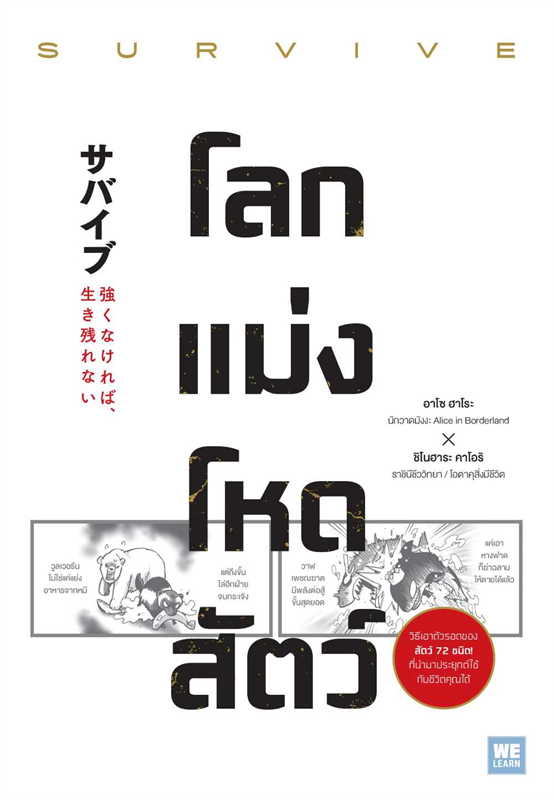 SURVIVE
サバイブ
強くなければ、
生き残れない
โลก
แม่ง
โหด
สัตว์
อาโซ ฮาโระ
นักวาดมังงะ Alice in Borderland
×
ชิโนฮาระ คาโอริ
ราชินีชีววิทยา / โอตาคุสิ่งมีชีวิต
วูลเวอรีน
ไม่ใช่แค่แย่ง
อาหารจากหมี
แต่ถึงขั้น
ไล่อีกฝ่าย
จนกระเจิง
วาฬ
เพชฌฆาต
มีพลังต่อสู้
ขั้นสุดยอด
แค่เอา
หางฟาด
ก็ฆ่าฉลาม
ให้ตายได้แล้ว
วิธีเอาตัวรอดของ
สัตว์ 72 ชนิด!
ที่นำมาประยุกต์ใช้
กับชีวิตคุณได้
WE
LEARN